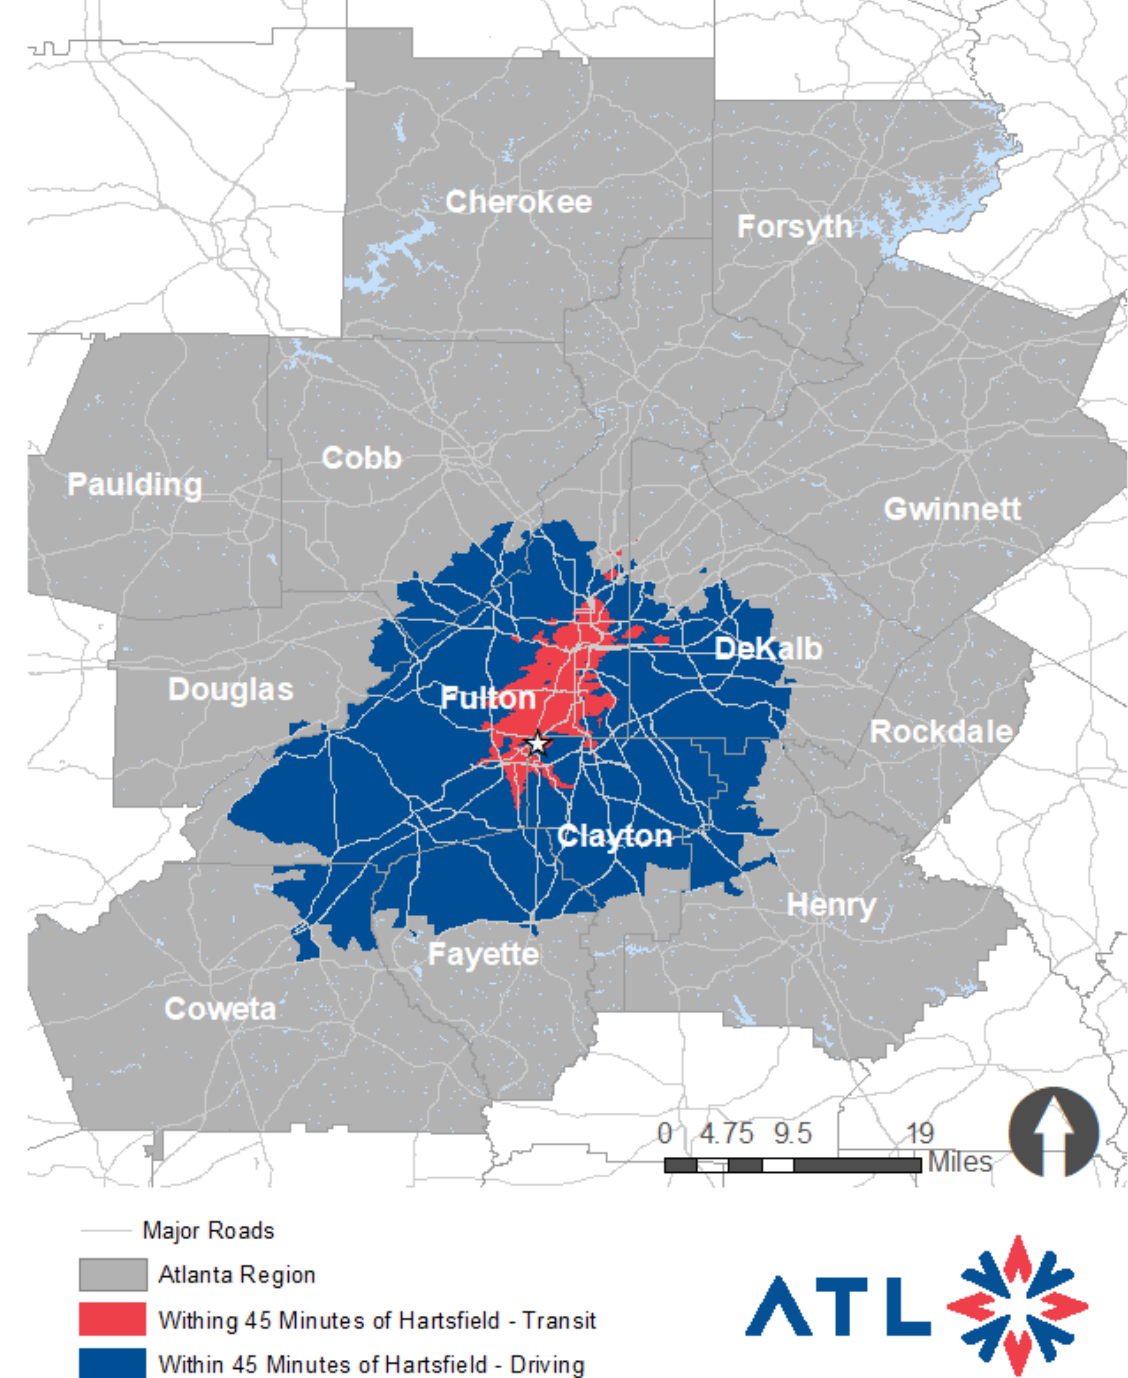 Cherokee
Forsyth
Cobb
Paulding
Gwinnett
DeKalb
Douglas
Fulton
Rockdale
Clayton
Henry
Fayette
Coweta
0 4.75 9.5 19
Miles
Major Roads
Atlanta Region
Withing 45 Minutes of Hartsfield - Transit
Within 45 Minutes of Hartsfield - Driving
ATL